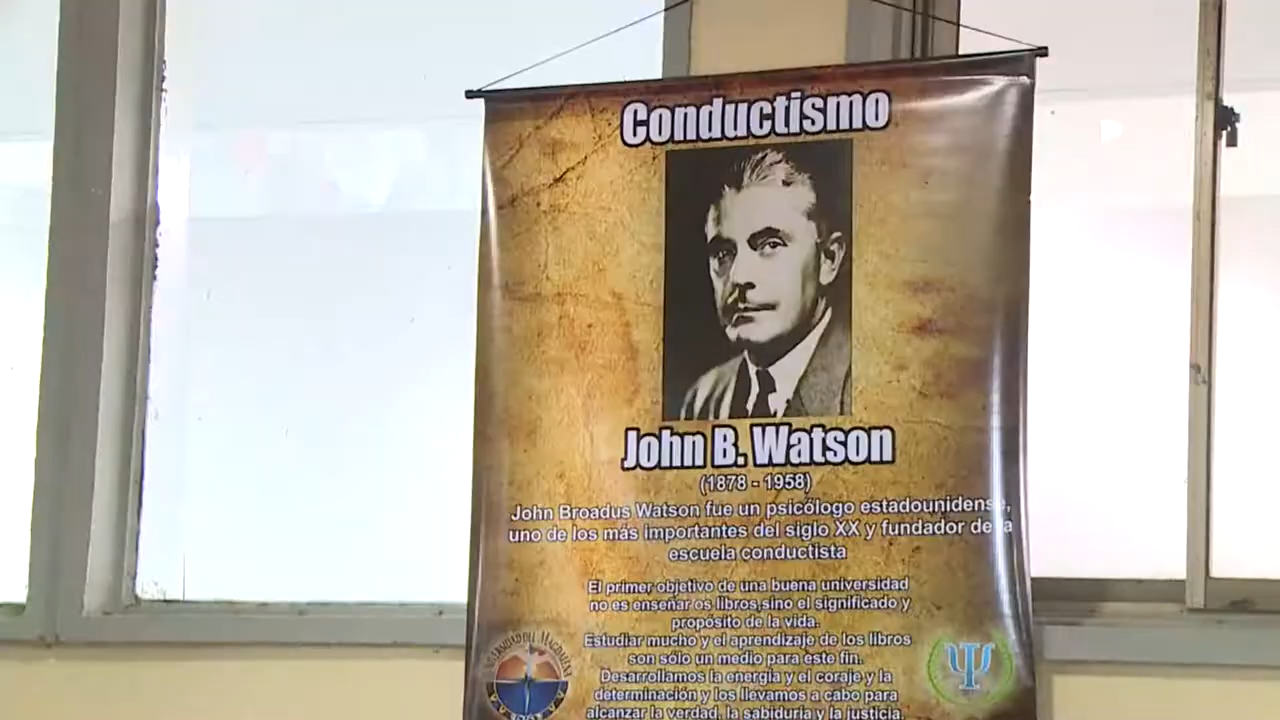 Conductismo
John B. Watson
(1878 - 1958)
John Broadus Watson fue un psicólogo estadounidense,
uno de los más importantes del siglo XX y fundador de la
escuela conductista
El primer objetivo de una buena universidad
no es enseñar os libros,sino el significado y
propósito de la vida.
Estudiar mucho y el aprendizaje de los libros
son sólo un medio para este fin.
Desarrollamos la energía y el coraje y la
determinación y los llevamos a cabo para
alcanzar la verdad, la sabiduría y la justicia.
Ψ